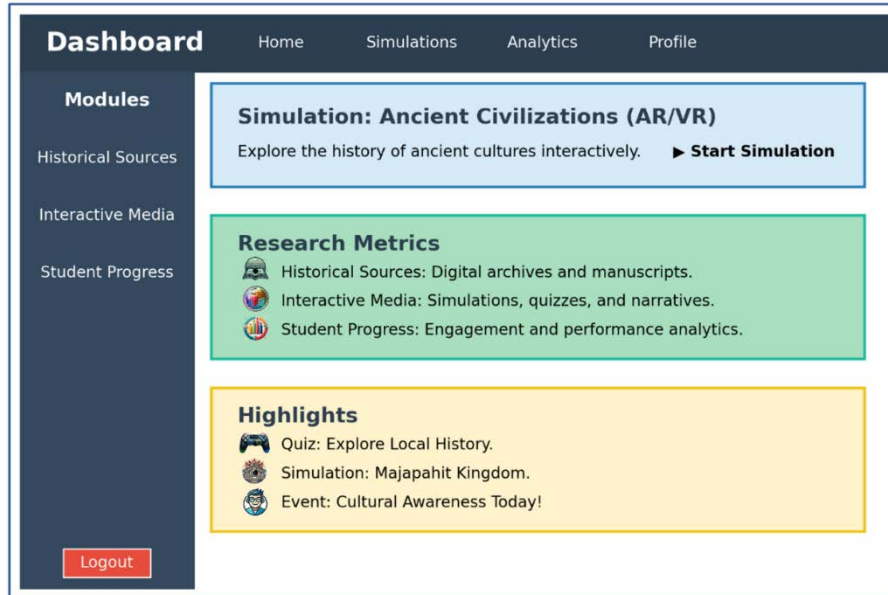 Dashboard Home Simulations Analytics Profile
Modules
Historical Sources
Interactive Media
Student Progress
Logout
Simulation: Ancient Civilizations (AR/VR)
Explore the history of ancient cultures interactively. ▶ Start Simulation
Research Metrics
Historical Sources: Digital archives and manuscripts.
Interactive Media: Simulations, quizzes, and narratives.
Student Progress: Engagement and performance analytics.
Highlights
Quiz: Explore Local History.
Simulation: Majapahit Kingdom.
Event: Cultural Awareness Today!